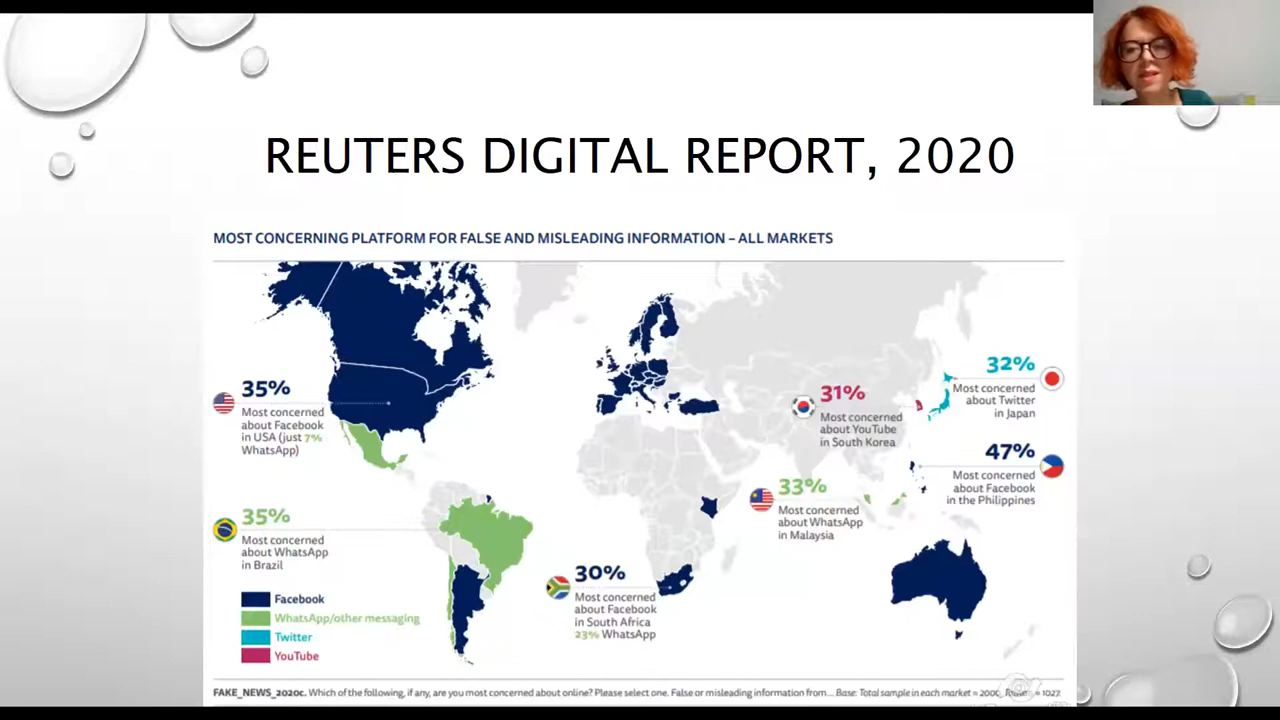 REUTERS DIGITAL REPORT, 2020
MOST CONCERNING PLATFORM FOR FALSE AND MISLEADING INFORMATION – ALL MARKETS
35%
Most concerned
about Facebook
in USA (just 7%
WhatsApp)
35%
Most concerned
about WhatsApp
in Brazil
30%
Most concerned
about Facebook
in South Africa
23% WhatsApp
31%
Most concerned
about YouTube
in South Korea
33%
Most concerned
about WhatsApp
in Malaysia
32%
Most concerned
about Twitter
in Japan
47%
Most concerned
about Facebook
in the Philippines
Facebook
WhatsApp/other messaging
Twitter
YouTube
FAKE_NEWS_2020c. Which of the following, if any, are you most concerned about online? Please select one. False or misleading information from... Base: Total sample in each market ≈ 2000, Taiwan = 1027.